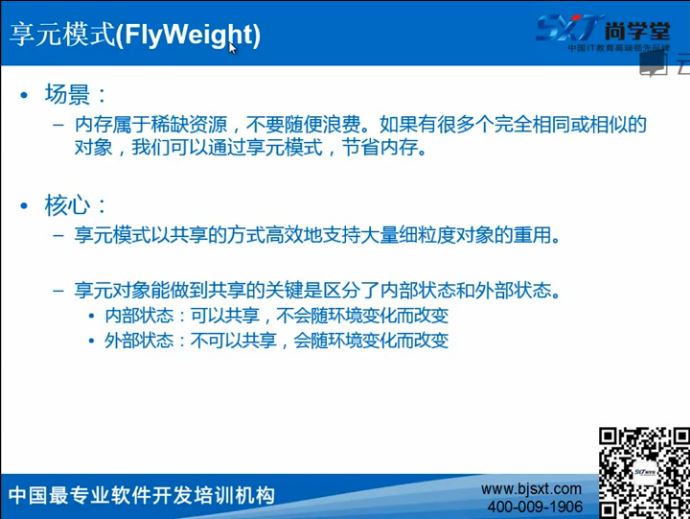 享元模式(FlyWeight)
SXT 尚学堂
中国IT教育高端领先品牌
云
• 场景：
– 内存属于稀缺资源，不要随便浪费。如果有很多个完全相同或相似的
对象，我们可以通过享元模式，节省内存。
• 核心：
– 享元模式以共享的方式高效地支持大量细粒度对象的重用。
– 享元对象能做到共享的关键是区分了内部状态和外部状态。
• 内部状态：可以共享，不会随环境变化而改变
• 外部状态：不可以共享，会随环境变化而改变
中国最专业软件开发培训机构
www.bjsxt.com
400-009-1906